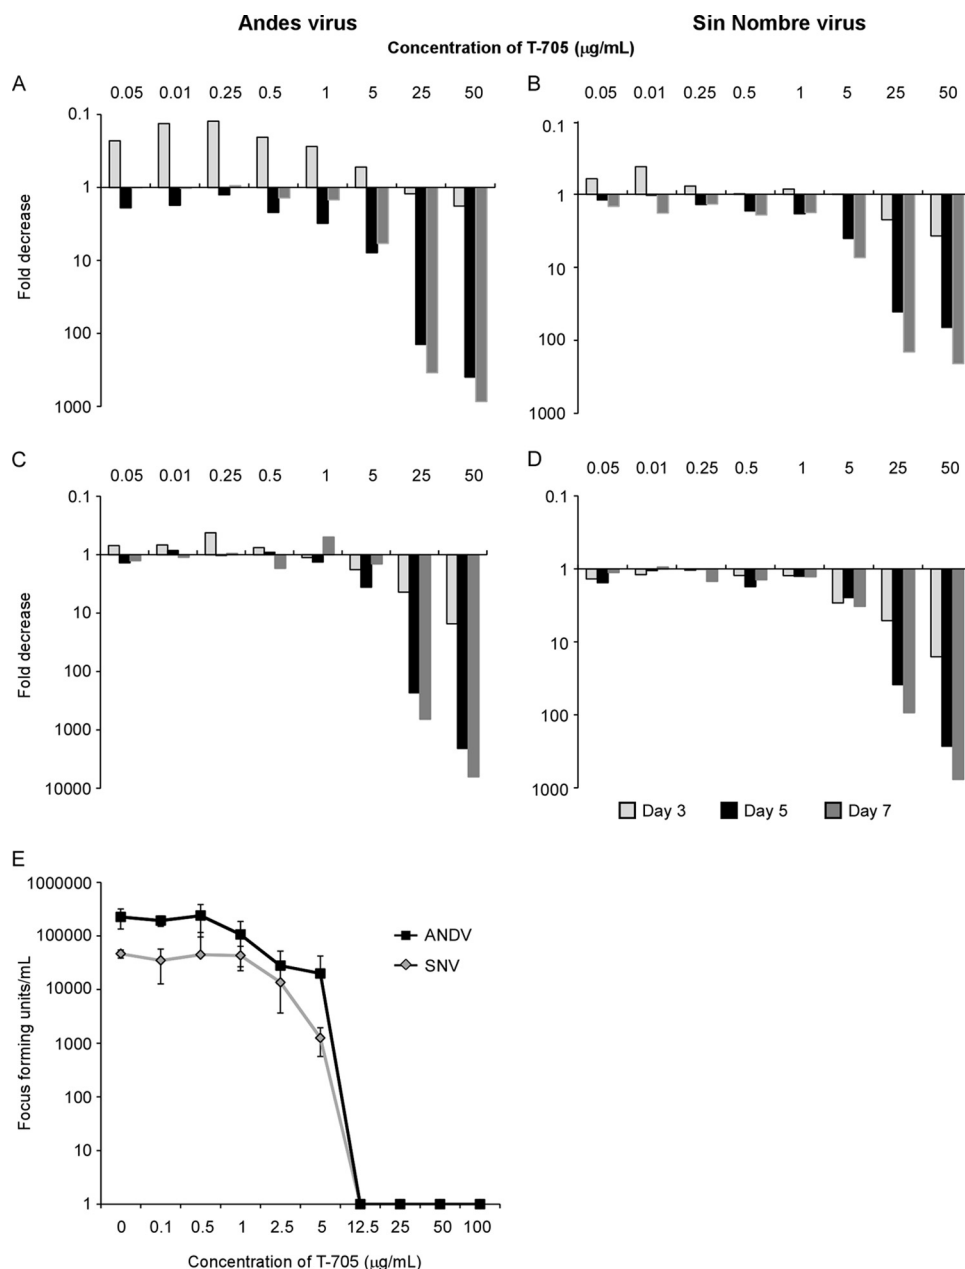 Andes virus
Sin Nombre virus
Concentration of T-705 (μg/mL)
A
0.05 0.01 0.25 0.5 1 5 25 50
0.1
1
10
100
1000
Fold decrease
B
0.05 0.01 0.25 0.5 1 5 25 50
0.1
1
10
100
1000
C
0.05 0.01 0.25 0.5 1 5 25 50
0.1
1
10
100
1000
10000
Fold decrease
D
0.05 0.01 0.25 0.5 1 5 25 50
0.1
1
10
100
1000
Day 3 Day 5 Day 7
E
1000000
100000
10000
1000
100
10
1
Focus forming units/mL
ANDV
SNV
0 0.1 0.5 1 2.5 5 12.5 25 50 100
Concentration of T-705 (μg/mL)